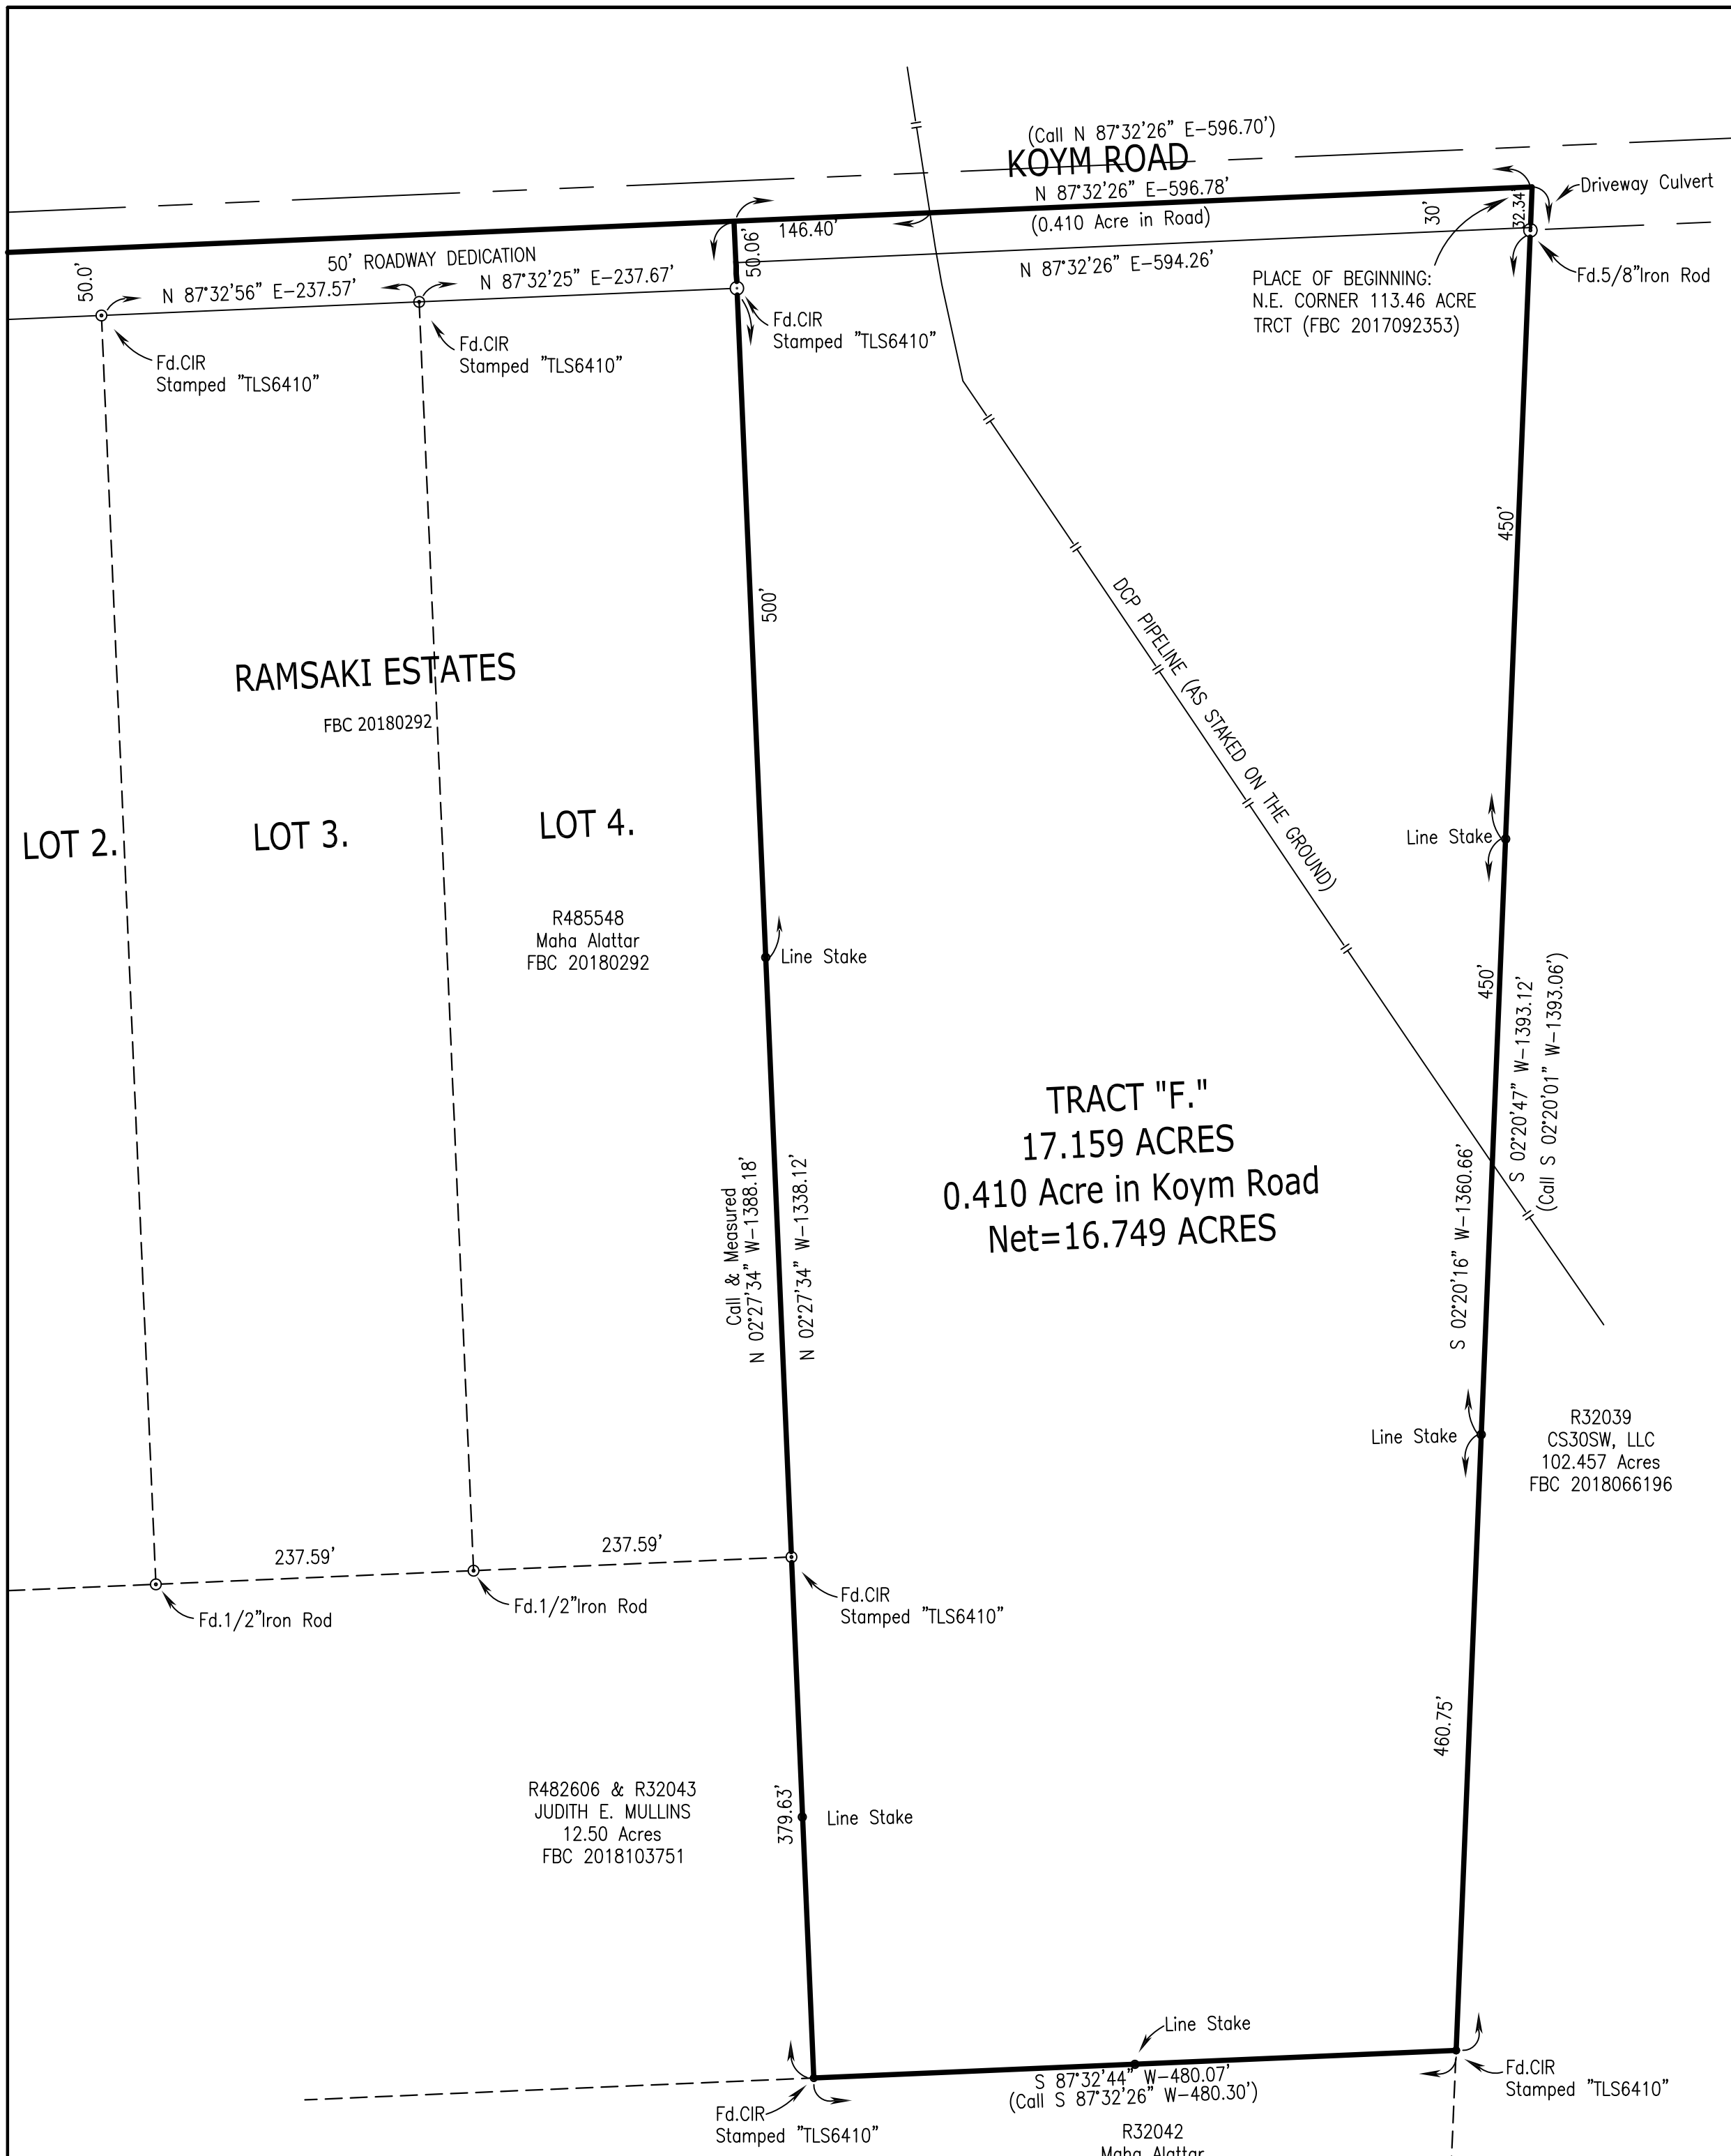 (Call N 87°32'26" E-596.70')
KOYM ROAD
N 87°32'26" E-596.78'
(0.410 Acre in Road)
146.40'
30'
32.34'
Driveway Culvert
50' ROADWAY DEDICATION
50.0'
50.06'
N 87°32'56" E-237.57'
N 87°32'25" E-237.67'
N 87°32'26" E-594.26'
Fd.5/8"Iron Rod
PLACE OF BEGINNING:
N.E. CORNER 113.46 ACRE
TRCT (FBC 2017092353)
Fd.CIR
Stamped "TLS6410"
Fd.CIR
Stamped "TLS6410"
Fd.CIR
Stamped "TLS6410"
450'
500'
DCP PIPELINE (AS STAKED ON THE GROUND)
RAMSAKI ESTATES
FBC 20180292
LOT 2.
LOT 3.
LOT 4.
Line Stake
R485548
Maha Alattar
FBC 20180292
Line Stake
450'
S 02°20'47" W-1393.12'
(Call S 02°20'01" W-1393.06')
S 02°20'16" W-1360.66'
TRACT "F."
17.159 ACRES
0.410 Acre in Koym Road
Net=16.749 ACRES
Call & Measured
N 02°27'34" W-1388.18'
N 02°27'34" W-1338.12'
Line Stake
R32039
CS30SW, LLC
102.457 Acres
FBC 2018066196
237.59'
237.59'
Fd.1/2"Iron Rod
Fd.1/2"Iron Rod
Fd.CIR
Stamped "TLS6410"
460.75'
R482606 & R32043
JUDITH E. MULLINS
12.50 Acres
FBC 2018103751
379.63'
Line Stake
Line Stake
S 87°32'44" W-480.07'
(Call S 87°32'26" W-480.30')
Fd.CIR
Stamped "TLS6410"
Fd.CIR
Stamped "TLS6410"
R32042
Maha Alattar